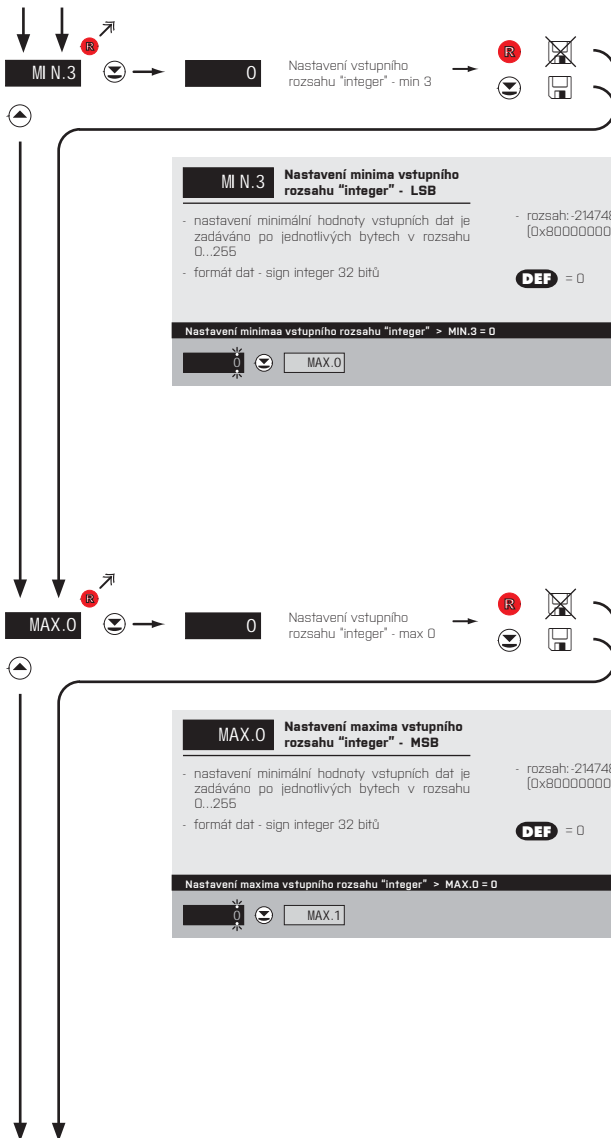 R
MIN.3
0
Nastavení vstupního
rozsahu "integer" - min 3
R
MIN.3
Nastavení minima vstupního
rozsahu "integer" - LSB
- nastavení minimální hodnoty vstupních dat je
zadáváno po jednotlivých bytech v rozsahu
0...255
- formát dat - sign integer 32 bitů
- rozsah: -214748
(0x80000000
DEF = 0
Nastavení minimaa vstupního rozsahu "integer" > MIN.3 = 0
0
MAX.0
R
MAX.0
0
Nastavení vstupního
rozsahu "integer" - max 0
R
MAX.0
Nastavení maxima vstupního
rozsahu "integer" - MSB
- nastavení minimální hodnoty vstupních dat je
zadáváno po jednotlivých bytech v rozsahu
0...255
- formát dat - sign integer 32 bitů
- rozsah: -214748
(0x80000000
DEF = 0
Nastavení maxima vstupního rozsahu "integer" > MAX.0 = 0
0
MAX.1